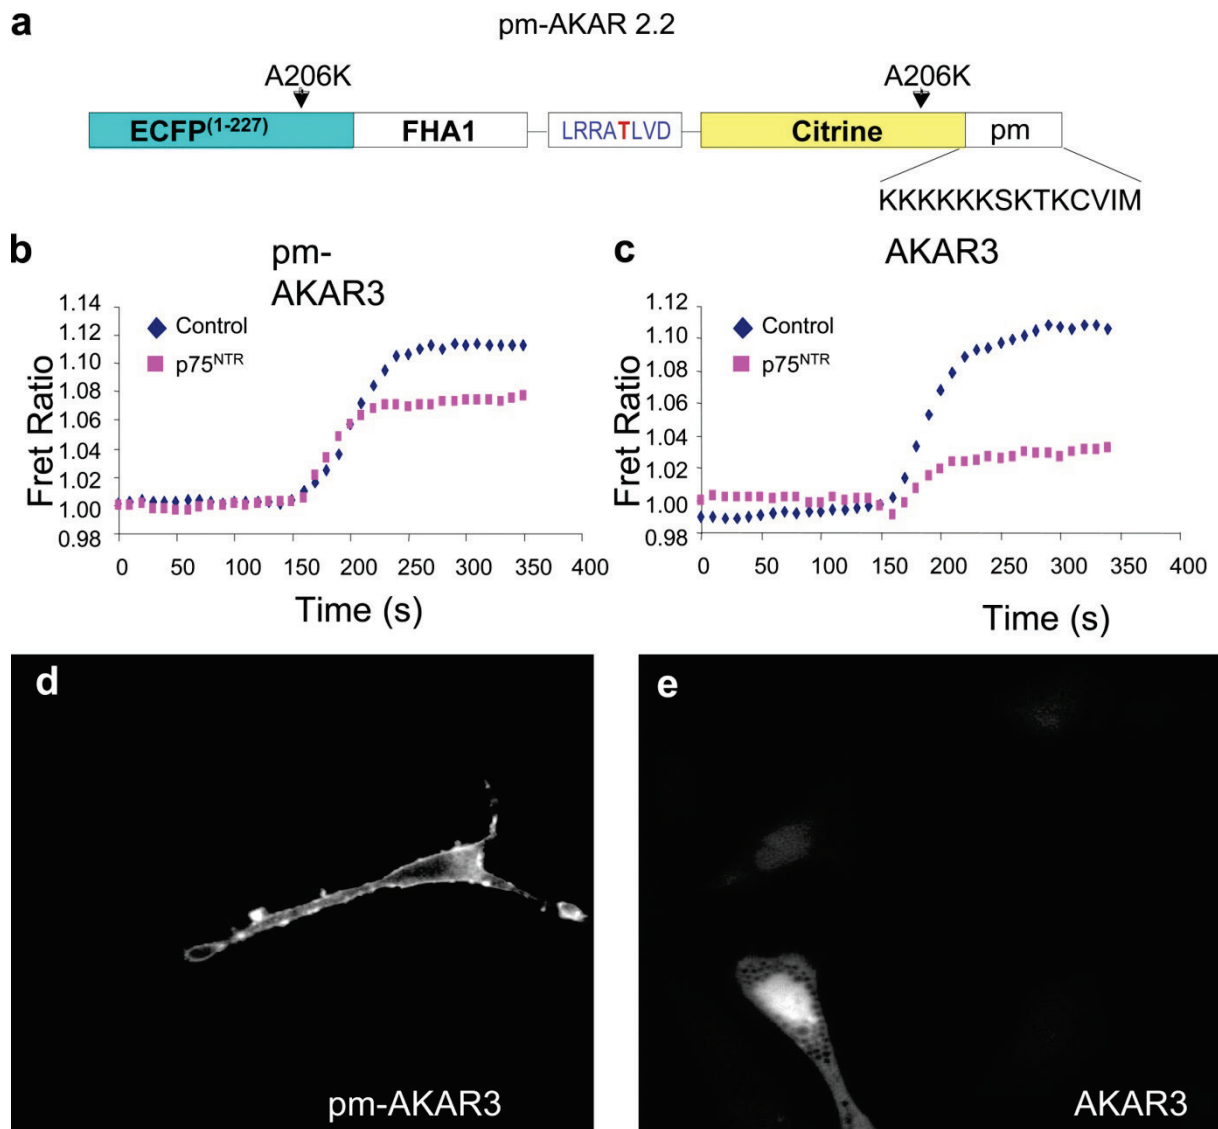 a
pm-AKAR 2.2
A206K
A206K
ECFP(1-227)
FHA1
LRRATLVD
Citrine
pm
KKKKKKSKTKCVIM
b
pm-
AKAR3
Fret Ratio
1.14
1.12
1.10
1.08
1.06
1.04
1.02
1.00
0.98
Control
p75NTR
0 50 100 150 200 250 300 350 400
Time (s)
c
AKAR3
Fret Ratio
1.12
1.10
1.08
1.06
1.04
1.02
1.00
0.98
Control
p75NTR
0 50 100 150 200 250 300 350 400
Time (s)
d
pm-AKAR3
e
AKAR3